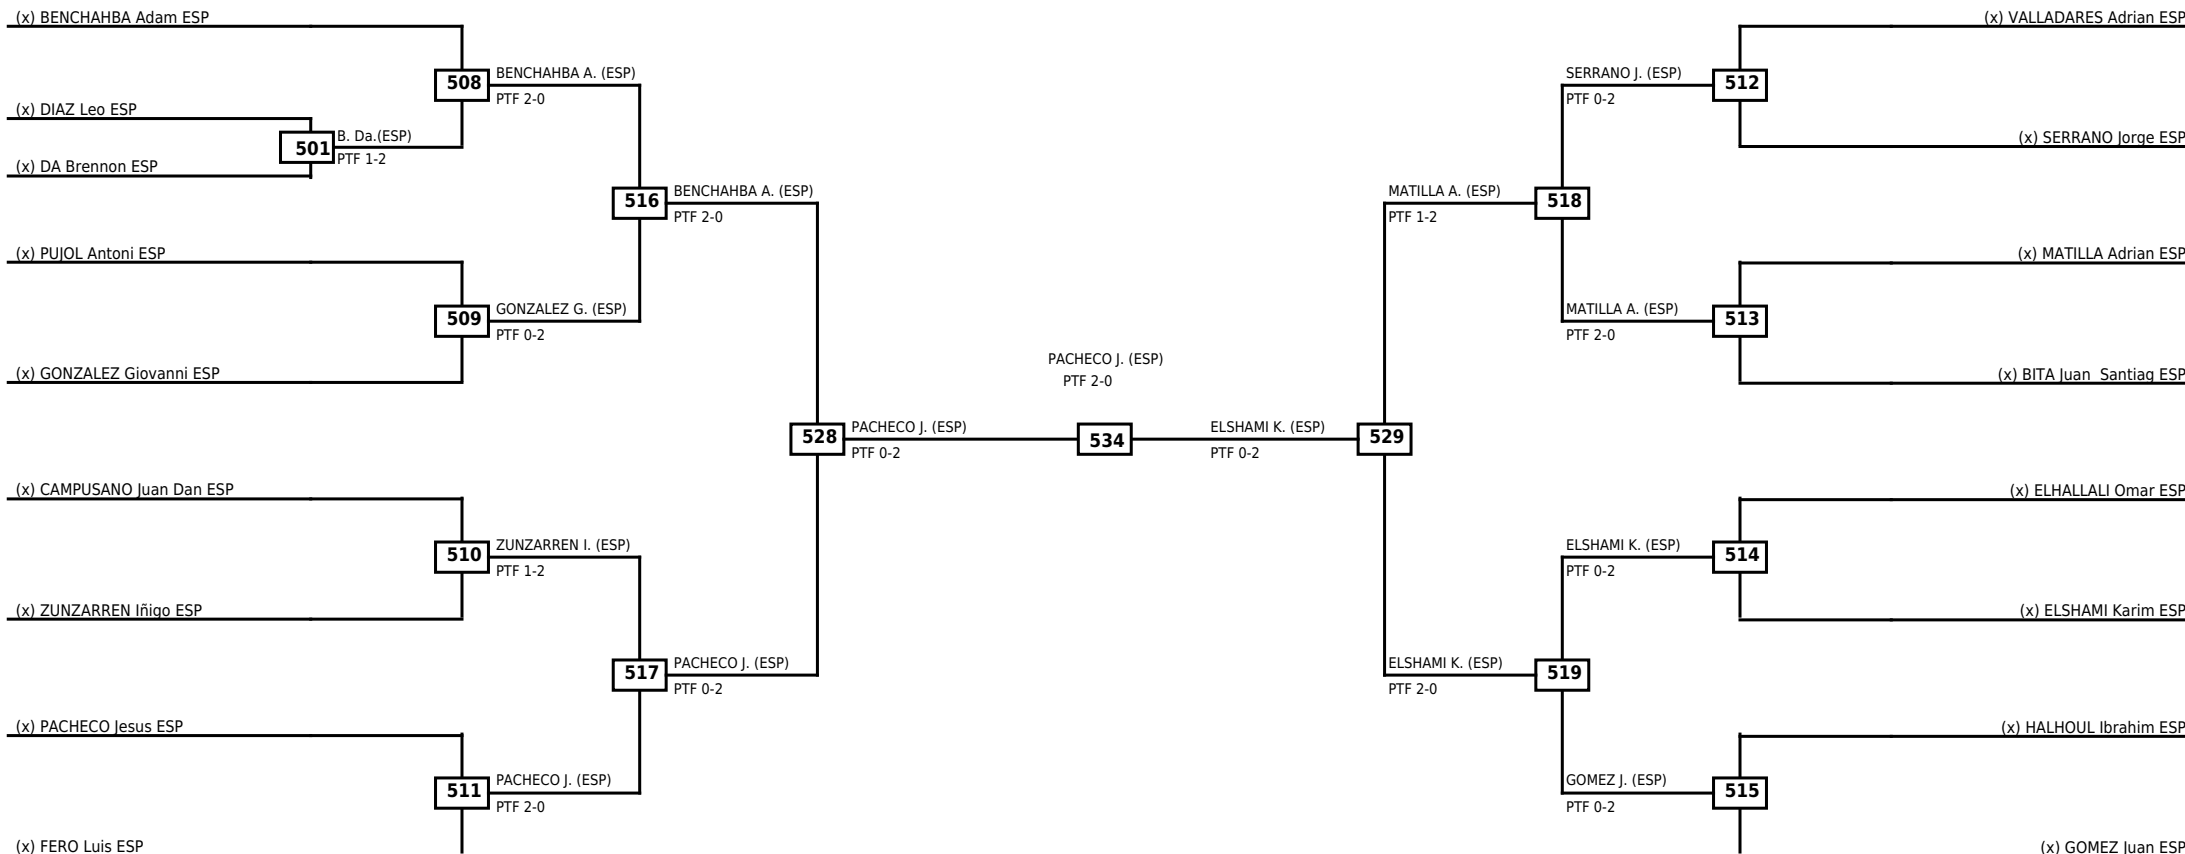 (x) BENCHAHBA Adam ESP
(x) VALLADARES Adrian ESP
508
BENCHAHBA A. (ESP)
PTF 2-0
SERRANO J. (ESP)
PTF 0-2
512
(x) DIAZ Leo ESP
501
B. Da.(ESP)
PTF 1-2
(x) DA Brennon ESP
(x) SERRANO Jorge ESP
516
BENCHAHBA A. (ESP)
PTF 2-0
MATILLA A. (ESP)
PTF 1-2
518
(x) PUJOL Antoni ESP
(x) MATILLA Adrian ESP
509
GONZALEZ G. (ESP)
PTF 0-2
MATILLA A. (ESP)
PTF 2-0
513
(x) GONZALEZ Giovanni ESP
(x) BITA Juan  Santiag ESP
PACHECO J. (ESP)
PTF 2-0
528
PACHECO J. (ESP)
PTF 0-2
534
ELSHAMI K. (ESP)
PTF 0-2
529
(x) CAMPUSANO Juan Dan ESP
(x) ELHALLALI Omar ESP
510
ZUNZARREN I. (ESP)
PTF 1-2
ELSHAMI K. (ESP)
PTF 0-2
514
(x) ZUNZARREN Iñigo ESP
(x) ELSHAMI Karim ESP
517
PACHECO J. (ESP)
PTF 0-2
ELSHAMI K. (ESP)
PTF 2-0
519
(x) PACHECO Jesus ESP
(x) HALHOUL Ibrahim ESP
511
PACHECO J. (ESP)
PTF 2-0
GOMEZ J. (ESP)
PTF 0-2
515
(x) FERO Luis ESP
(x) GOMEZ Juan ESP